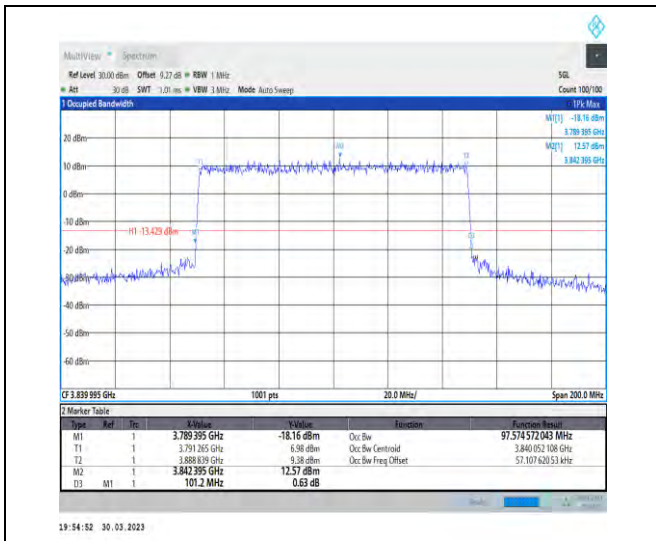 MultiView Spectrum
Ref Level 30.00 dBm Offset 9.27 dB RBW 1 MHz SGL
Att 30 dB SWT 1.01 ms VBW 3 MHz Mode Auto Sweep Count 100/100
1 Occupied Bandwidth 1Pk Max
M1[1] -18.16 dBm
3.789 395 GHz
M2[1] 12.57 dBm
3.842 395 GHz
20 dBm
10 dBm
0 dBm
-10 dBm
H1 -13.429 dBm
-20 dBm
-30 dBm
-40 dBm
-50 dBm
-60 dBm
CF 3.839 995 GHz 1001 pts 20.0 MHz/ Span 200.0 MHz
2 Marker Table
Type Ref Trc X-Value Y-Value Function Function Result
M1 1 3.789 395 GHz -18.16 dBm Occ Bw 97.574 572 043 MHz
T1 1 3.791 265 GHz 6.98 dBm Occ Bw Centroid 3.840 052 108 GHz
T2 1 3.888 839 GHz 9.38 dBm Occ Bw Freq Offset 57.107 620 53 kHz
M2 1 3.842 395 GHz 12.57 dBm
D3 M1 1 101.2 MHz 0.63 dB
19:54:52 30.03.2023